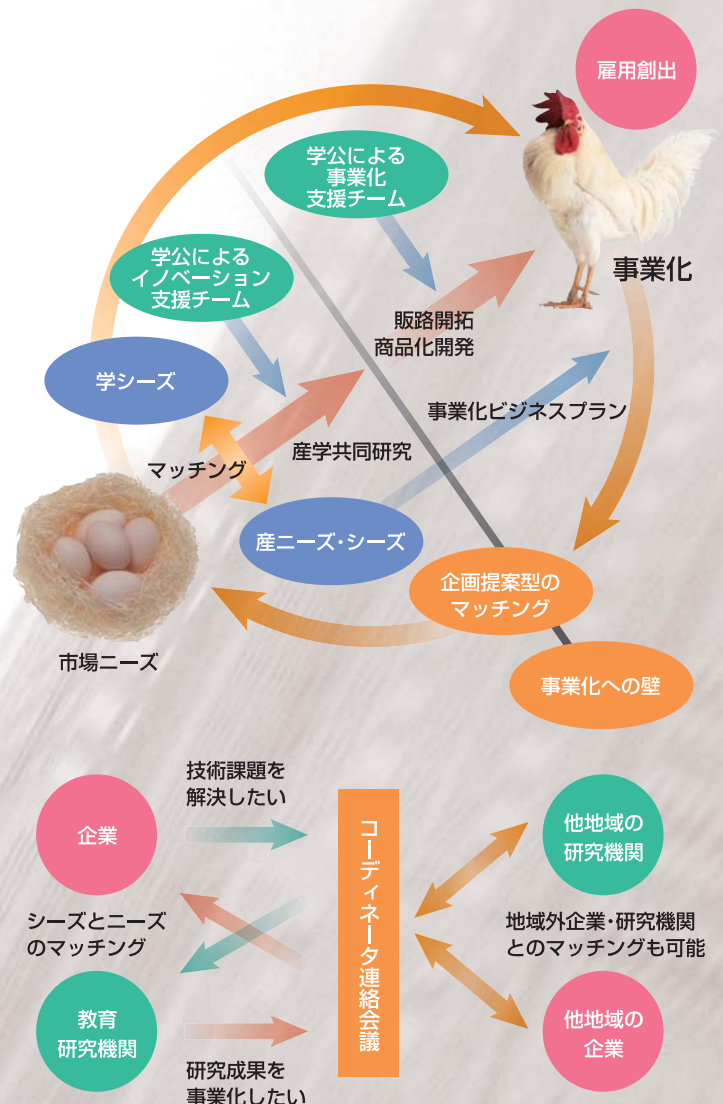 雇用創出
学公による
事業化
支援チーム
学公による
イノベーション
支援チーム
事業化
販路開拓
商品化開発
学シーズ
事業化ビジネスプラン
産学共同研究
マッチング
産ニーズ・シーズ
企画提案型の
マッチング
市場ニーズ
事業化への壁
技術課題を
解決したい
企業
コーディネータ連絡会議
他地域の
研究機関
シーズとニーズ
のマッチング
地域外企業・研究機関
とのマッチングも可能
教育
研究機関
他地域の
企業
研究成果を
事業化したい